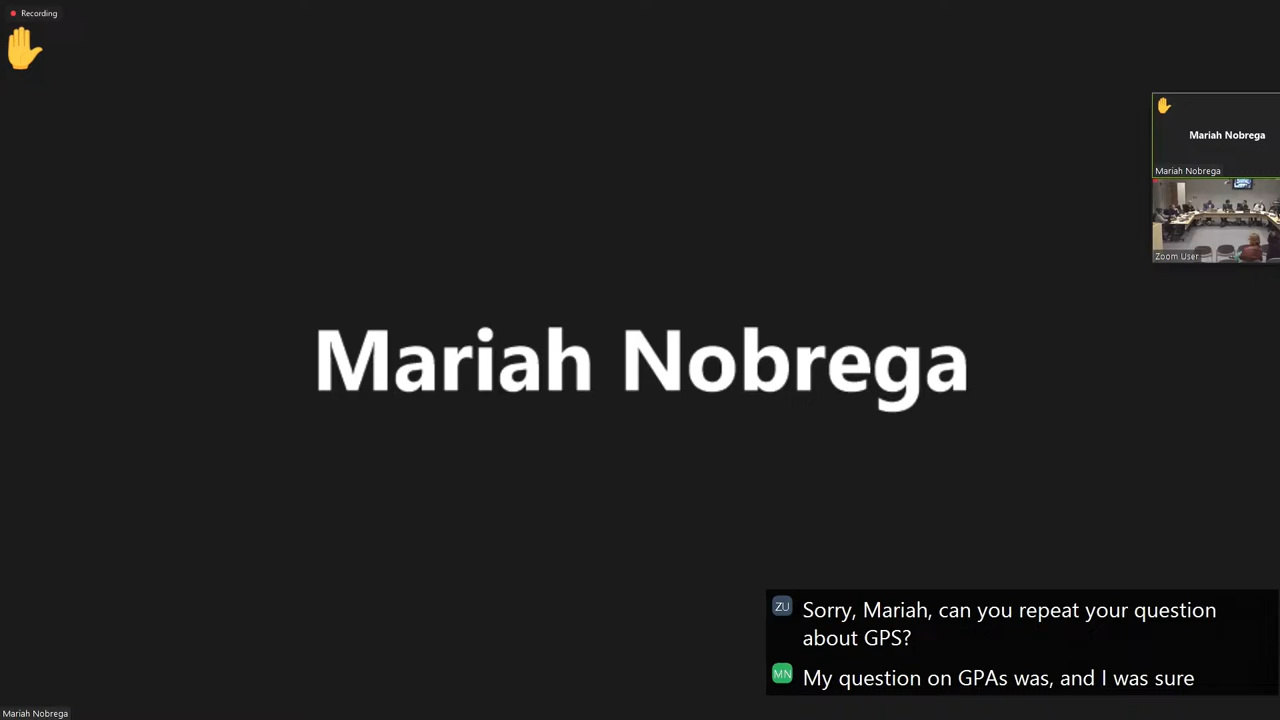 Recording
Mariah Nobrega
Mariah Nobrega
Zoom User
Mariah Nobrega
ZU
Sorry, Mariah, can you repeat your question
about GPS?
MN
My question on GPAs was, and I was sure
Mariah Nobrega